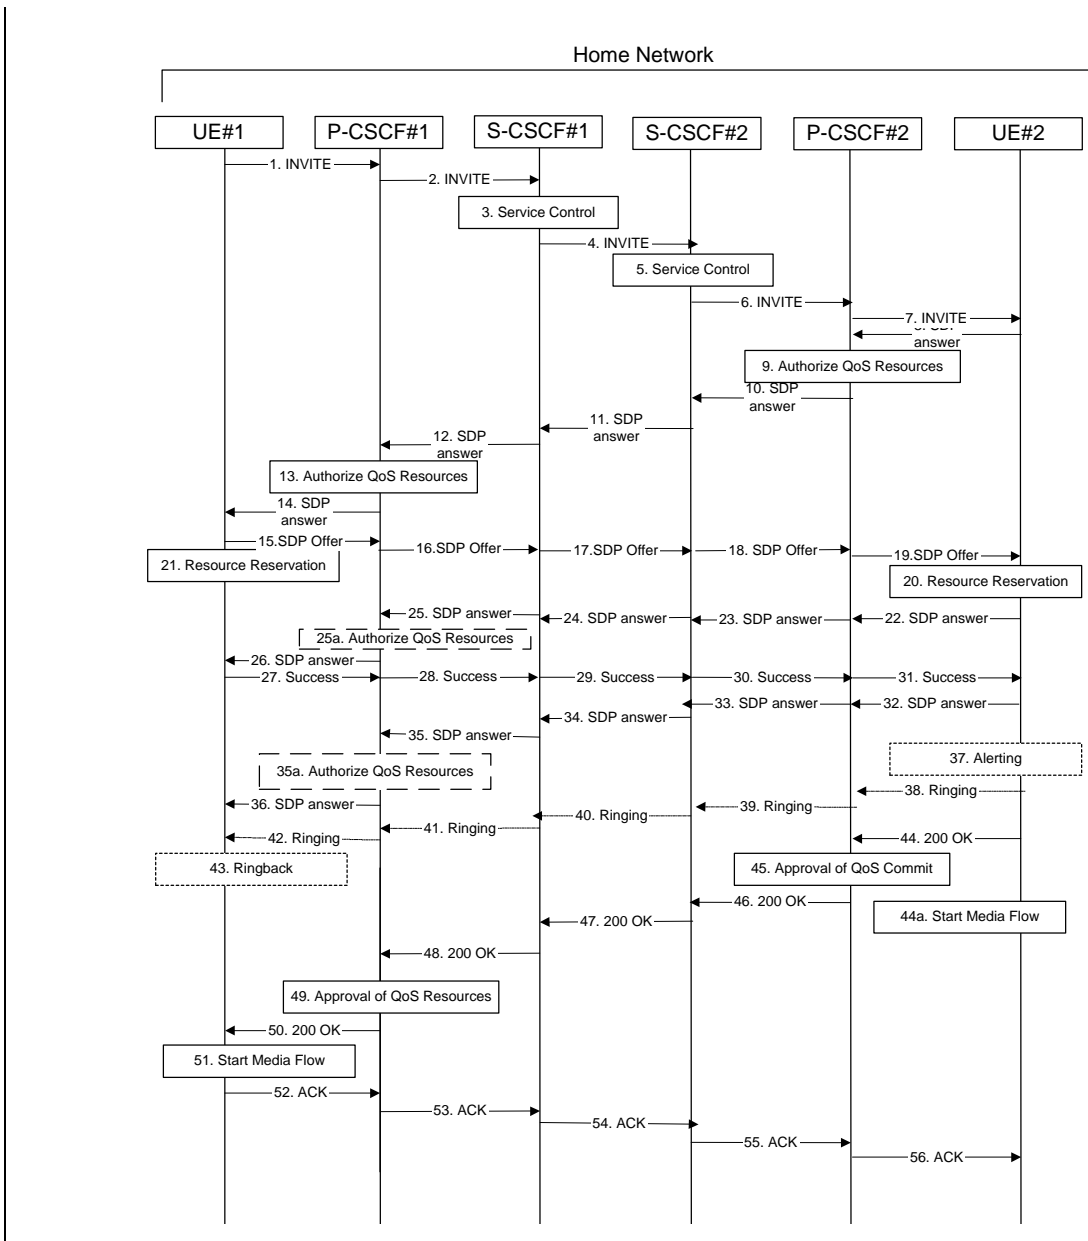 Home Network
UE#1
P-CSCF#1
S-CSCF#1
S-CSCF#2
P-CSCF#2
UE#2
1. INVITE
2. INVITE
3. Service Control
4. INVITE
5. Service Control
6. INVITE
7. INVITE
answer
9. Authorize QoS Resources
10. SDP
answer
11. SDP
answer
12. SDP
answer
13. Authorize QoS Resources
14. SDP
answer
15.SDP Offer
16.SDP Offer
17.SDP Offer
18. SDP Offer
19.SDP Offer
21. Resource Reservation
20. Resource Reservation
25. SDP answer
24. SDP answer
23. SDP answer
22. SDP answer
25a. Authorize QoS Resources
26. SDP answer
27. Success
28. Success
29. Success
30. Success
31. Success
33. SDP answer
32. SDP answer
34. SDP answer
35. SDP answer
37. Alerting
35a. Authorize QoS Resources
38. Ringing
36. SDP answer
39. Ringing
40. Ringing
41. Ringing
42. Ringing
44. 200 OK
43. Ringback
45. Approval of QoS Commit
46. 200 OK
44a. Start Media Flow
47. 200 OK
48. 200 OK
49. Approval of QoS Resources
50. 200 OK
51. Start Media Flow
52. ACK
53. ACK
54. ACK
55. ACK
56. ACK